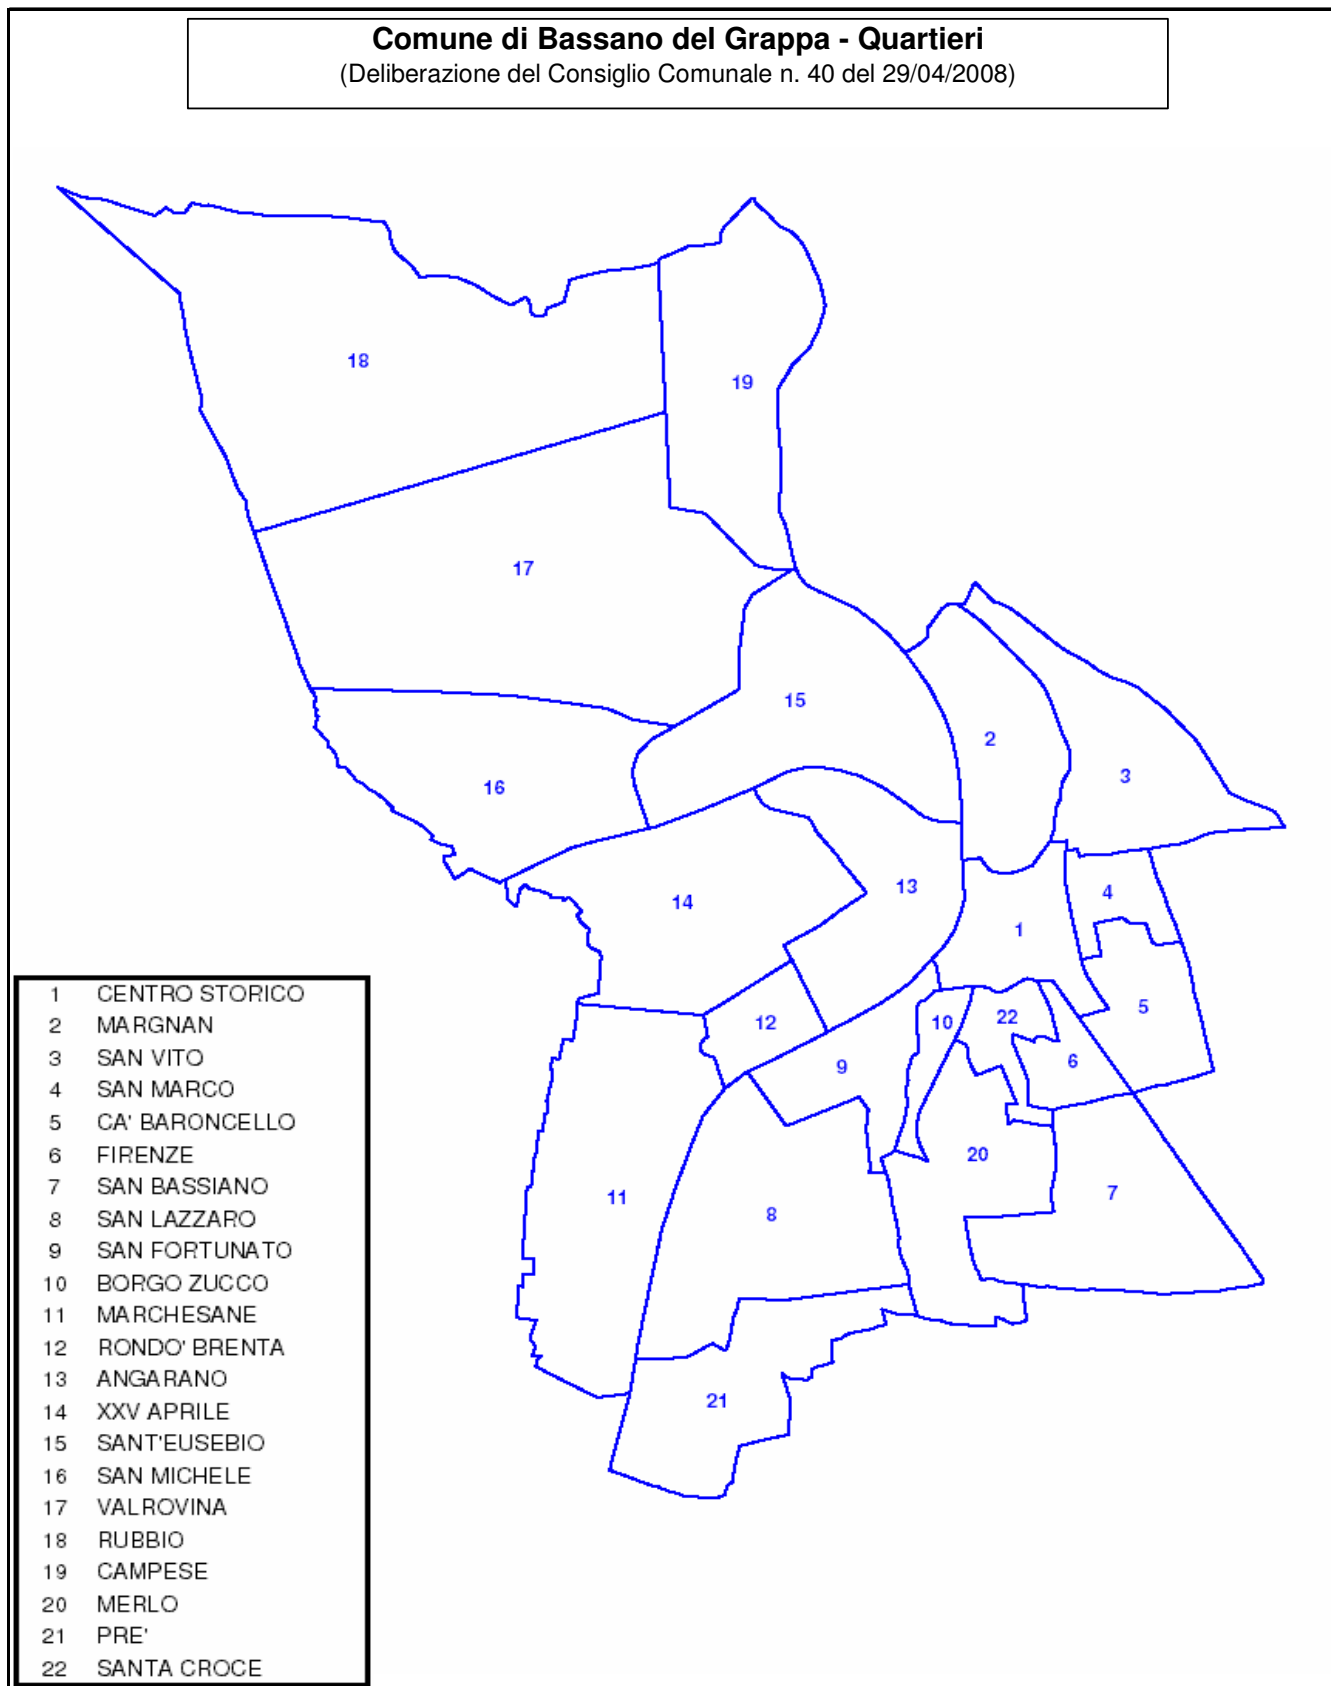 Comune di Bassano del Grappa - Quartieri
(Deliberazione del Consiglio Comunale n. 40 del 29/04/2008)
18
19
17
15
2
3
16
4
13
14
1
5
22
10
12
6
9
20
7
11
8
21
1 CENTRO STORICO
2 MARGNAN
3 SAN VITO
4 SAN MARCO
5 CA' BARONCELLO
6 FIRENZE
7 SAN BASSIANO
8 SAN LAZZARO
9 SAN FORTUNATO
10 BORGO ZUCCO
11 MARCHESANE
12 RONDO' BRENTA
13 ANGARANO
14 XXV APRILE
15 SANT'EUSEBIO
16 SAN MICHELE
17 VALROVINA
18 RUBBIO
19 CAMPESE
20 MERLO
21 PRE'
22 SANTA CROCE